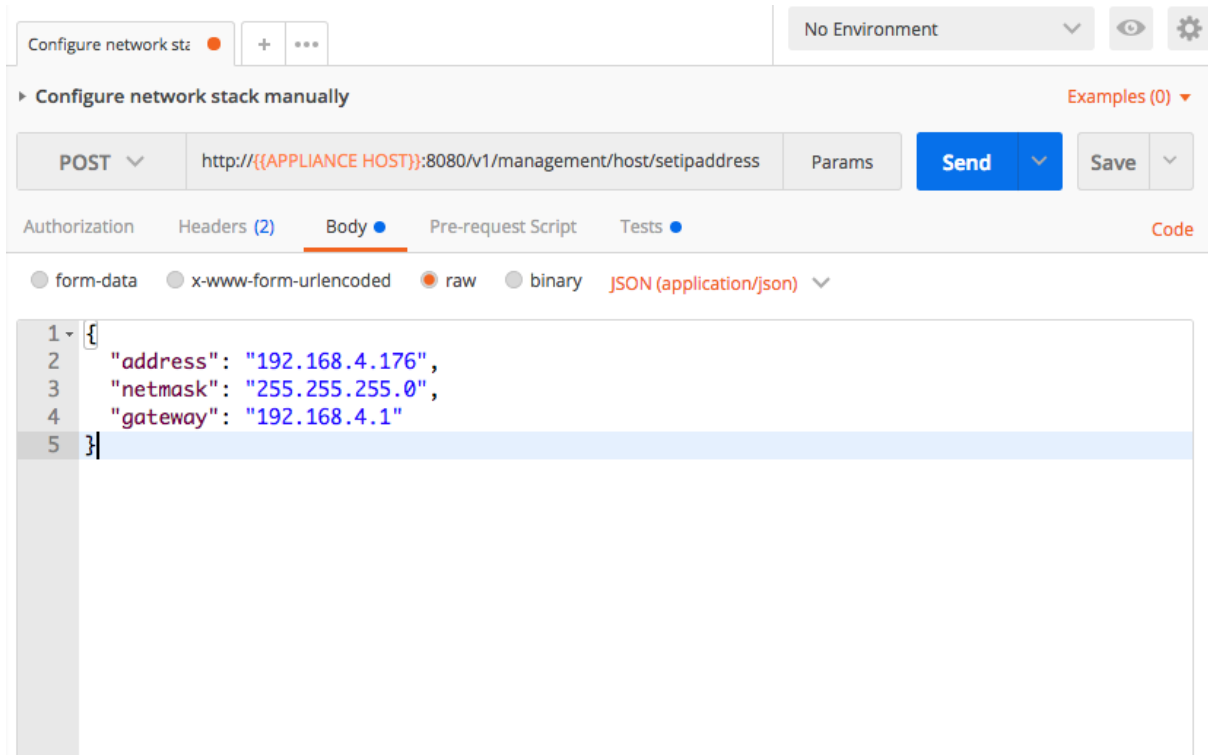 Configure network sta
No Environment
Configure network stack manually
Examples (0)
POST http://{{APPLIANCE HOST}}:8080/v1/management/host/setipaddress Params Send Save
Authorization Headers (2) Body Pre-request Script Tests Code
form-data x-www-form-urlencoded raw binary JSON (application/json)
1 {
2 "address": "192.168.4.176",
3 "netmask": "255.255.255.0",
4 "gateway": "192.168.4.1"
5 }